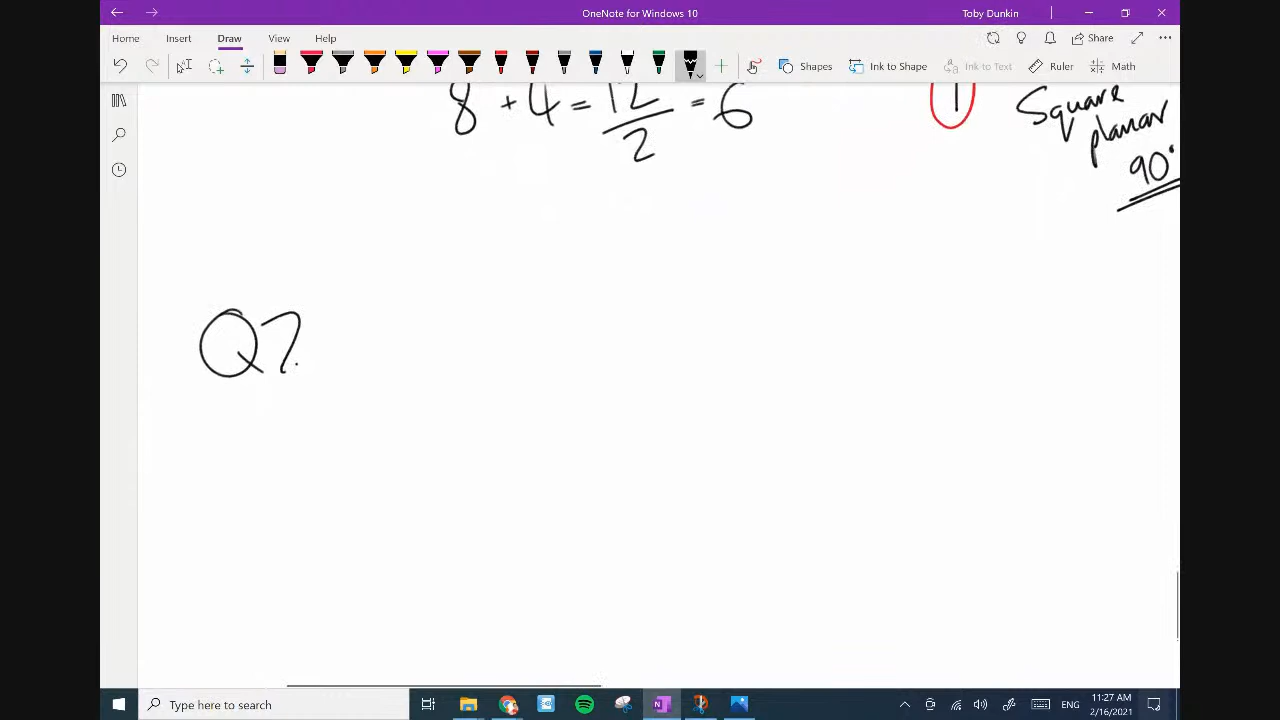 OneNote for Windows 10
Toby Dunkin
Home Insert Draw View Help
Share
Shapes Ink to Shape Ink to Text Ruler Math
8 + 4 = 12 = 6
2
1
Square
planar
90°
Q7.
Type here to search
ENG
11:27 AM
2/16/2021